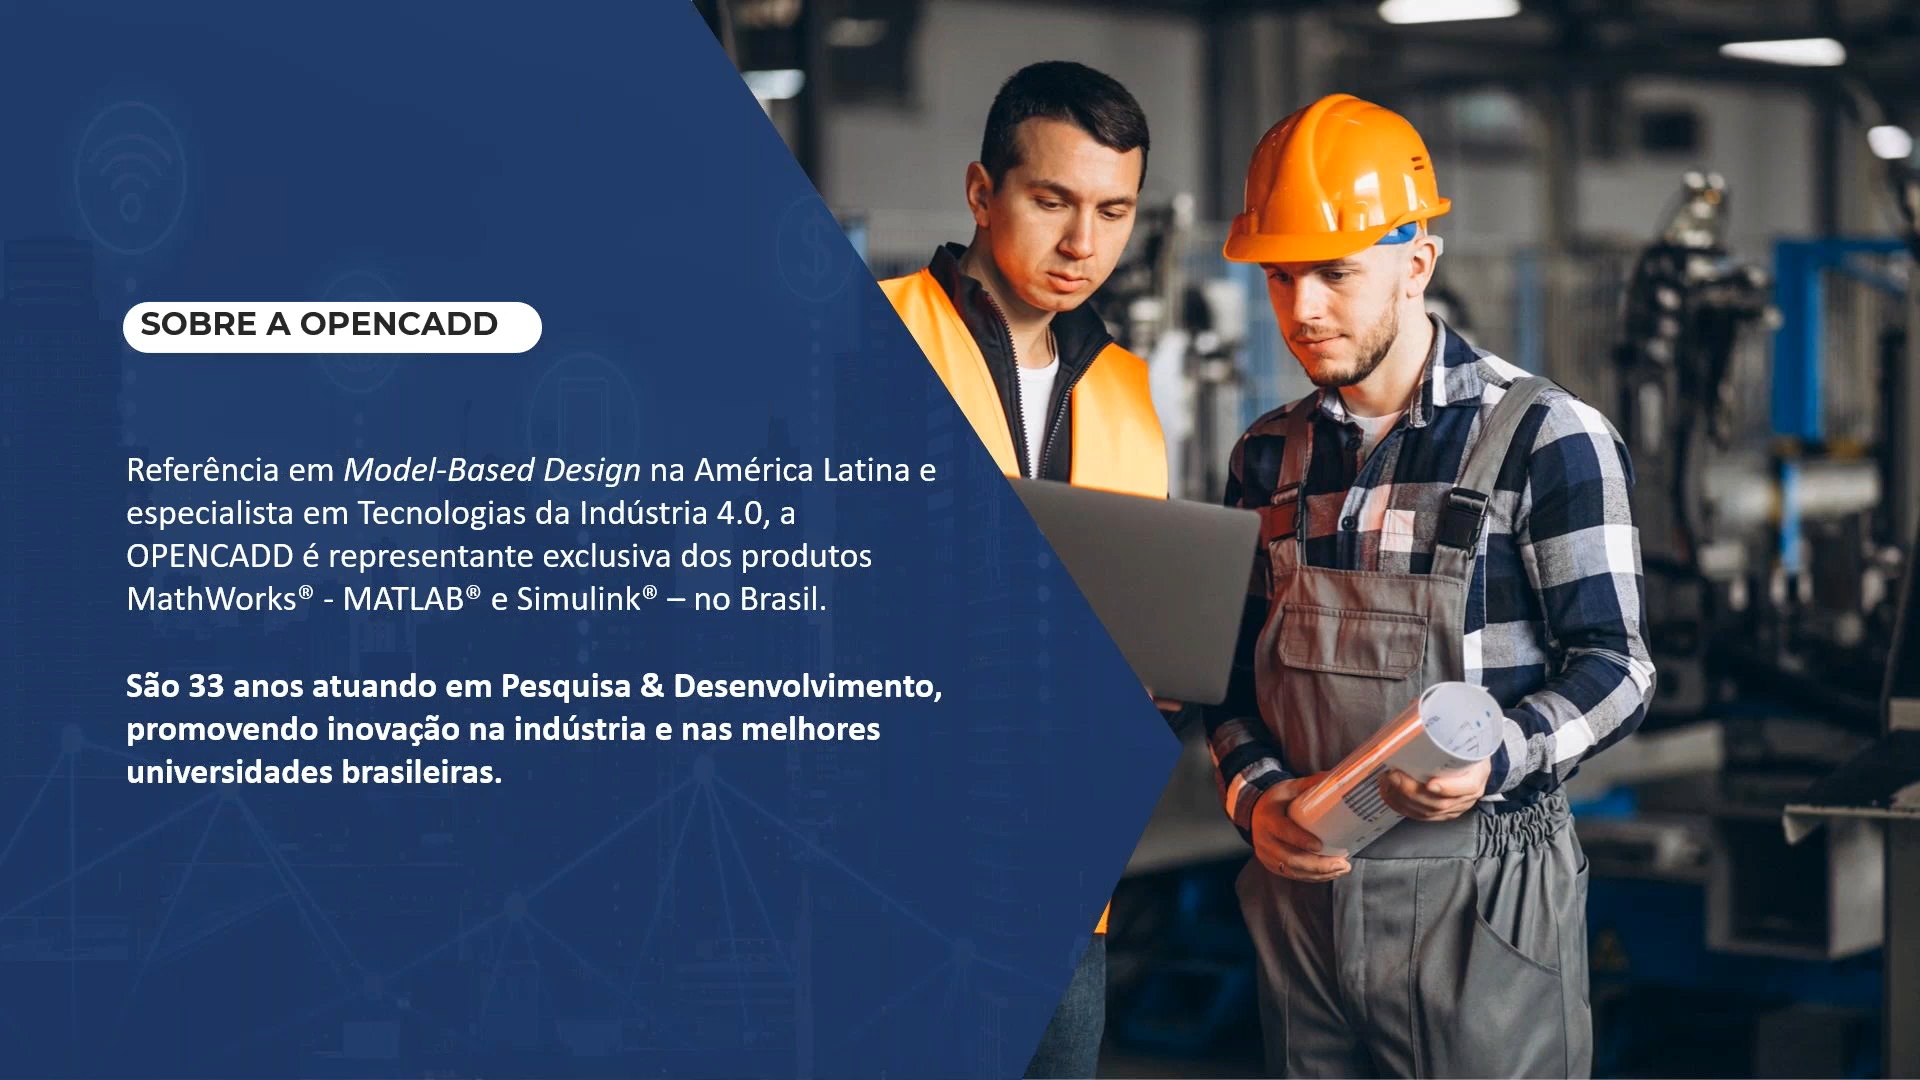 SOBRE A OPENCADD
Referência em Model-Based Design na América Latina e
especialista em Tecnologias da Indústria 4.0, a
OPENCADD é representante exclusiva dos produtos
MathWorks® - MATLAB® e Simulink® – no Brasil.
São 33 anos atuando em Pesquisa & Desenvolvimento,
promovendo inovação na indústria e nas melhores
universidades brasileiras.